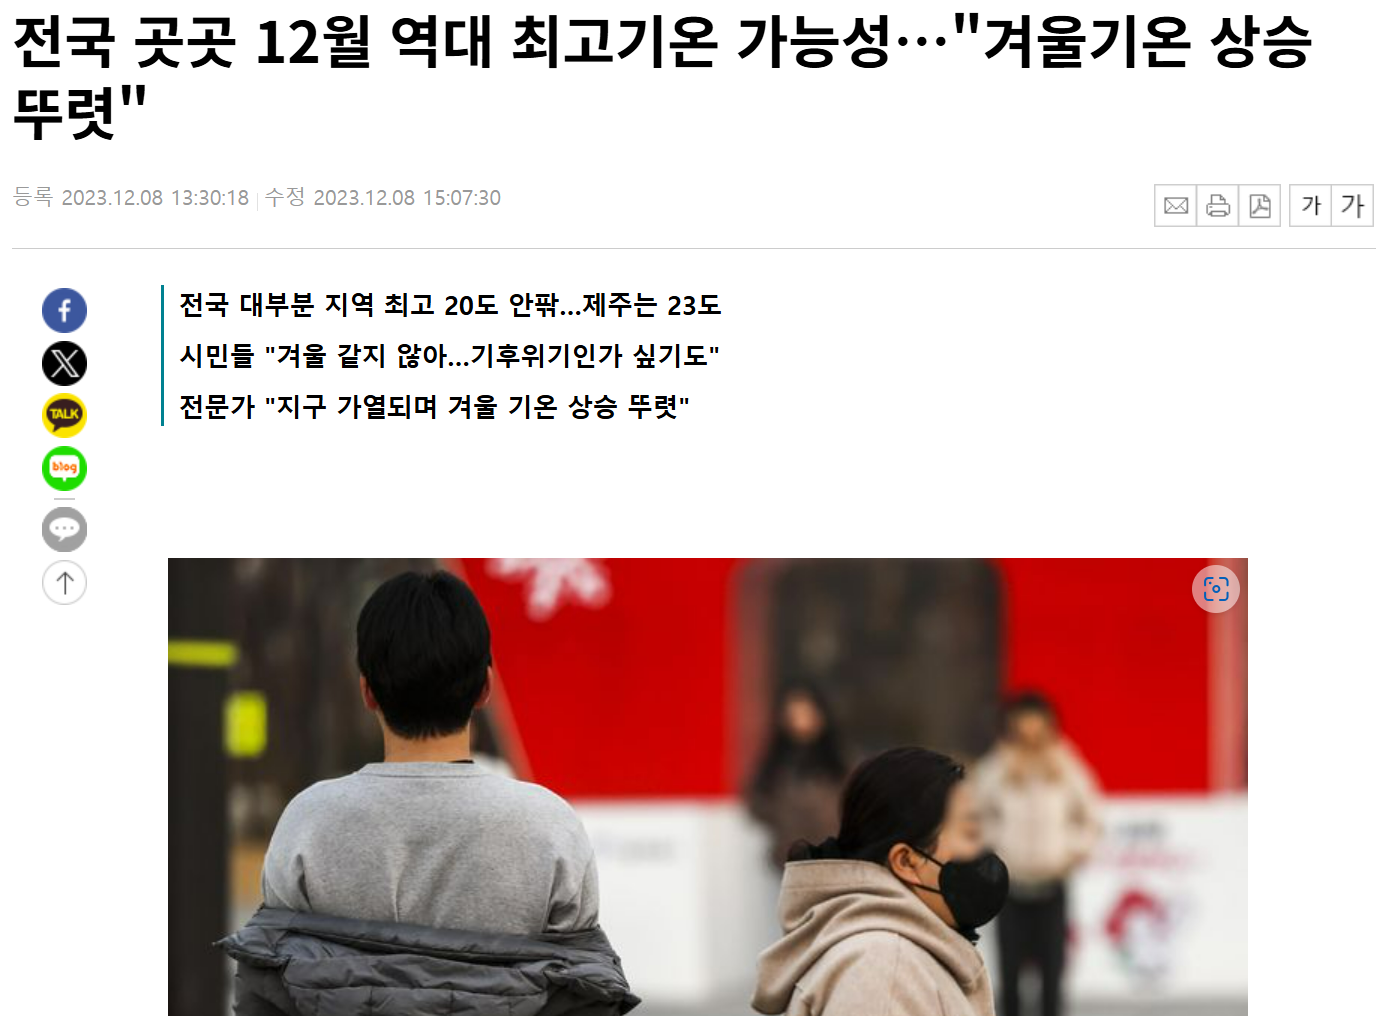 전국 곳곳 12월 역대 최고기온 가능성…"겨울기온 상승
뚜렷"
등록 2023.12.08 13:30:18 수정 2023.12.08 15:07:30
가 가
전국 대부분 지역 최고 20도 안팎…제주는 23도
시민들 "겨울 같지 않아…기후위기인가 싶기도"
전문가 "지구 가열되며 겨울 기온 상승 뚜렷"
f
X
TALK
blog